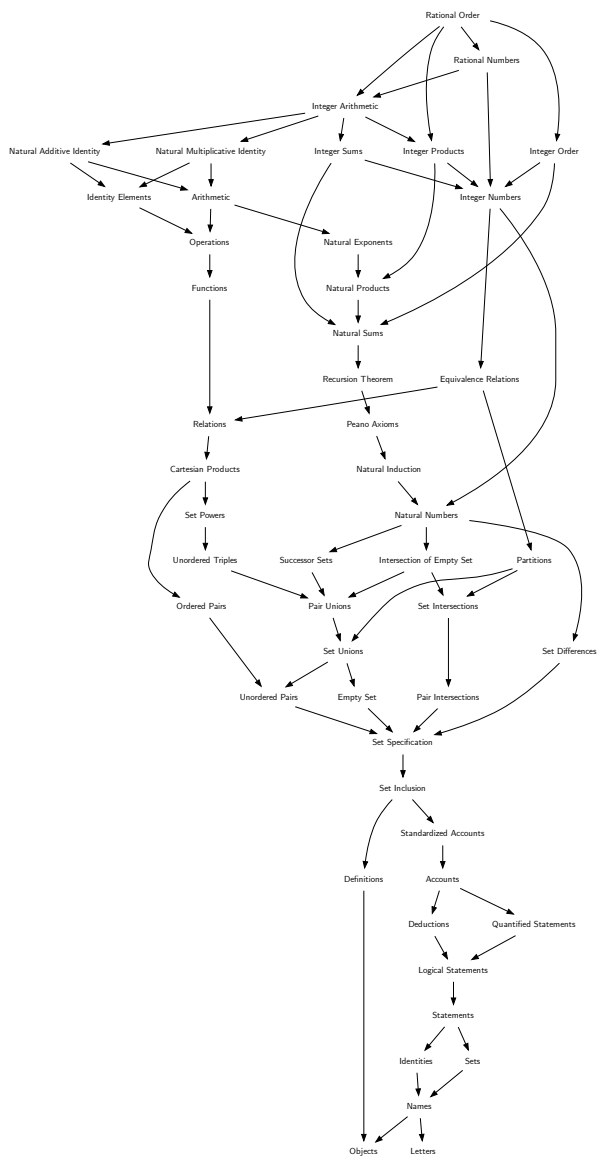 Rational Order
Rational Numbers
Integer Arithmetic
Natural Additive Identity
Natural Multiplicative Identity
Integer Sums
Integer Products
Integer Order
Identity Elements
Arithmetic
Integer Numbers
Operations
Natural Exponents
Functions
Natural Products
Natural Sums
Recursion Theorem
Equivalence Relations
Relations
Peano Axioms
Cartesian Products
Natural Induction
Set Powers
Natural Numbers
Unordered Triples
Successor Sets
Intersection of Empty Set
Partitions
Ordered Pairs
Pair Unions
Set Intersections
Set Unions
Set Differences
Unordered Pairs
Empty Set
Pair Intersections
Set Specification
Set Inclusion
Standardized Accounts
Definitions
Accounts
Deductions
Quantified Statements
Logical Statements
Statements
Identities
Sets
Names
Objects
Letters